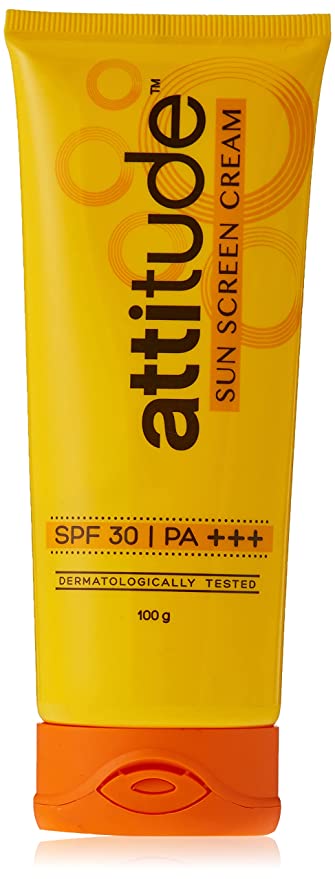 attitude™
SUN SCREEN CREAM
SPF 30 | PA +++
DERMATOLOGICALLY TESTED
100 g